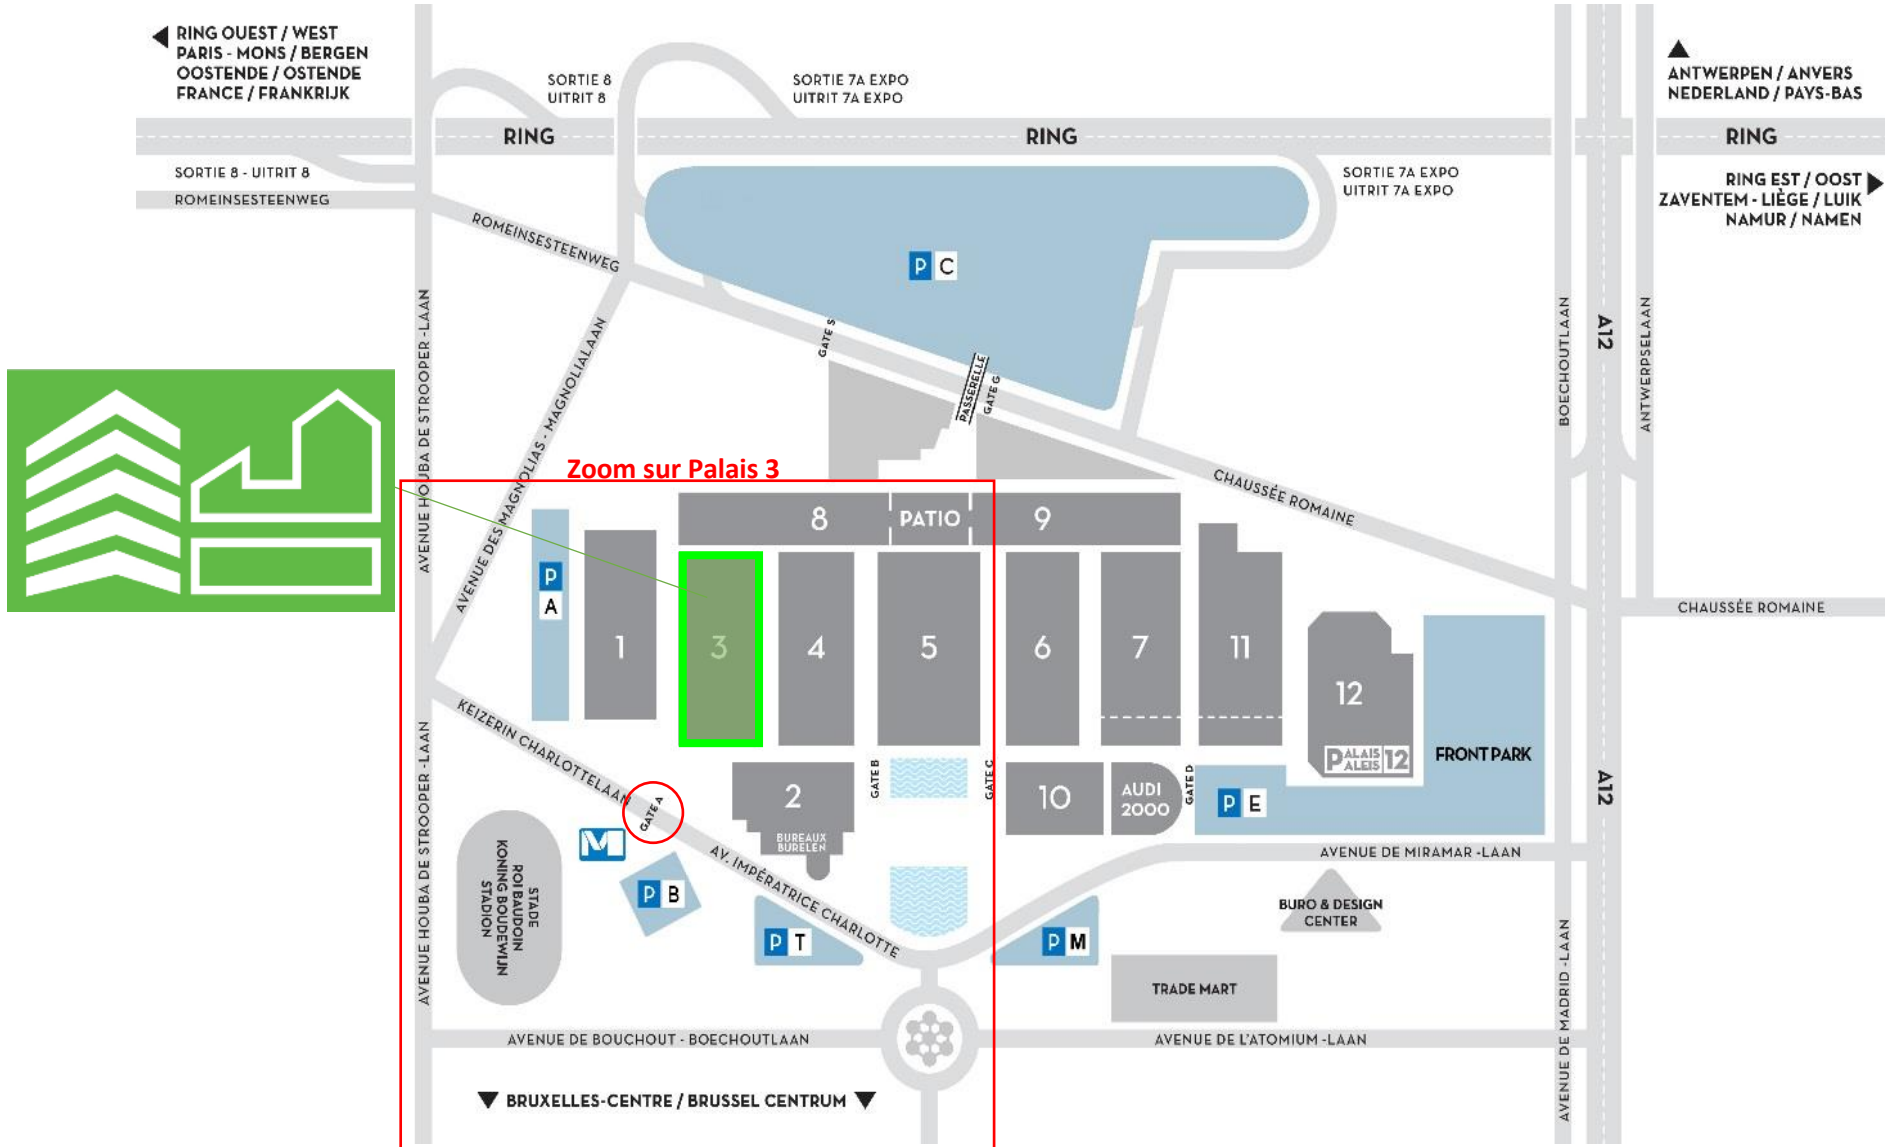 RING OUEST / WEST
PARIS - MONS / BERGEN
OOSTENDE / OSTENDE
FRANCE / FRANKRIJK
SORTIE 8
UITRIT 8
SORTIE 7A EXPO
UITRIT 7A EXPO
ANTWERPEN / ANVERS
NEDERLAND / PAYS-BAS
RING
RING
RING
SORTIE 8 - UITRIT 8
ROMEINSESTEENWEG
SORTIE 7A EXPO
UITRIT 7A EXPO
RING EST / OOST
ZAVENTEM - LIÈGE / LUIK
NAMUR / NAMEN
ROMEINSESTEENWEG
P C
AVENUE HOUBA DE STROOPER -LAAN
AVENUE DES MAGNOLIAS - MAGNOLIALAAN
GATE S
PASSERELLE
GATE G
BOECHOUTLAAN
A12
ANTWERPSELAAN
Zoom sur Palais 3
CHAUSSÉE ROMAINE
8
PATIO
9
P
A
1
3
4
5
6
7
11
12
PALAIS
PALEIS 12
FRONT PARK
CHAUSSÉE ROMAINE
KEIZERIN CHARLOTTELAAN
GATE A
GATE B
GATE C
GATE D
2
BUREAUX
BURELEN
10
AUDI
2000
P E
A12
AVENUE HOUBA DE STROOPER -LAAN
STADE
ROI BAUDOIN
KONING BOUDEWIJN
STADION
M
P B
AV. IMPÉRATRICE CHARLOTTE
P T
P M
AVENUE DE MIRAMAR -LAAN
BURO & DESIGN
CENTER
TRADE MART
AVENUE DE MADRID -LAAN
AVENUE DE BOUCHOUT - BOECHOUTLAAN
AVENUE DE L'ATOMIUM -LAAN
BRUXELLES-CENTRE / BRUSSEL CENTRUM